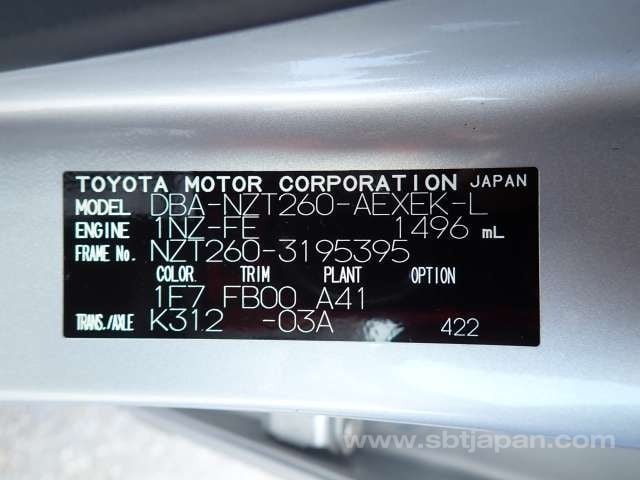 TOYOTA MOTOR CORPORATION JAPAN
MODEL DBA-NZT260-AEXEK-L
ENGINE 1NZ-FE 1496 mL
FRAME No. NZT260-3195395
COLOR TRIM PLANT OPTION
1F7 FB00 A41
TRANS./AXLE K312 -03A 422
www.sbtjapan.com